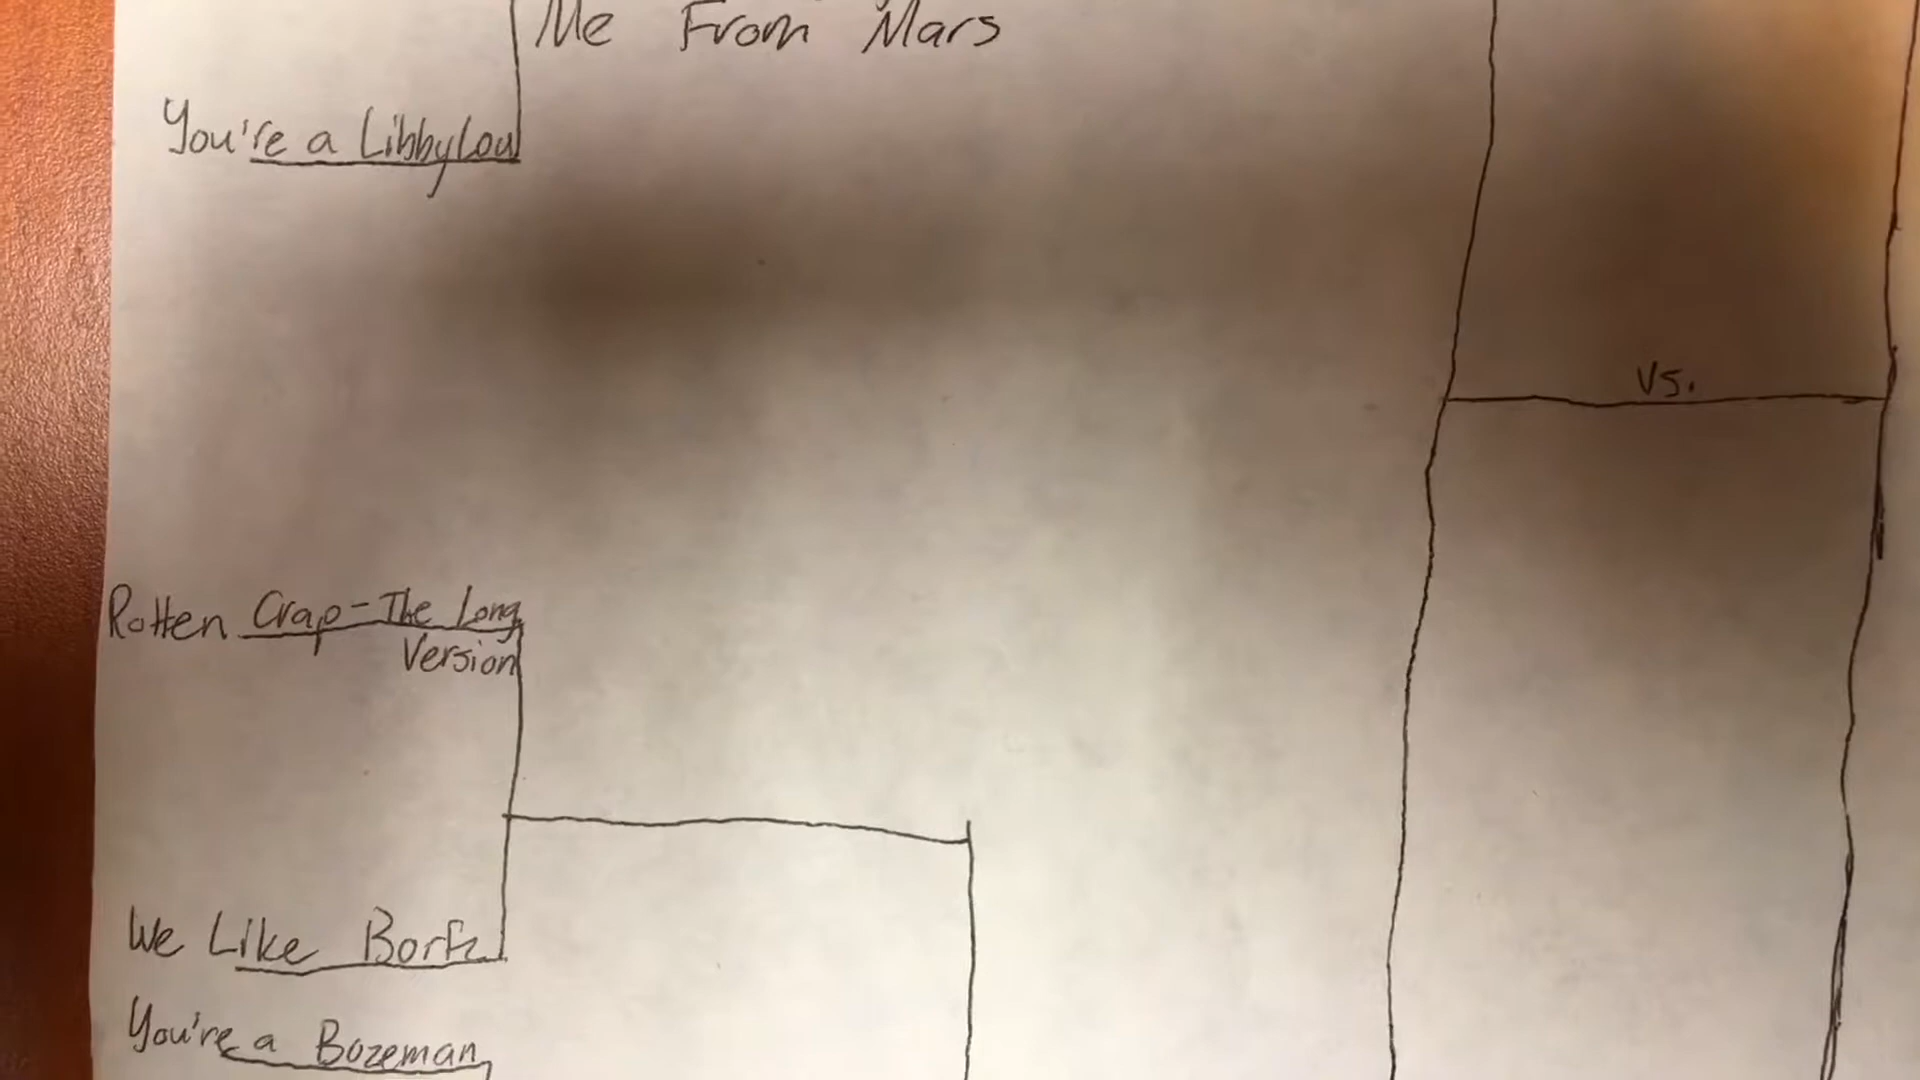 Me From Mars
You're a LibbyLou
vs.
Rotten Crap-The Long
Version
We Like Borfz
You're a Bozeman